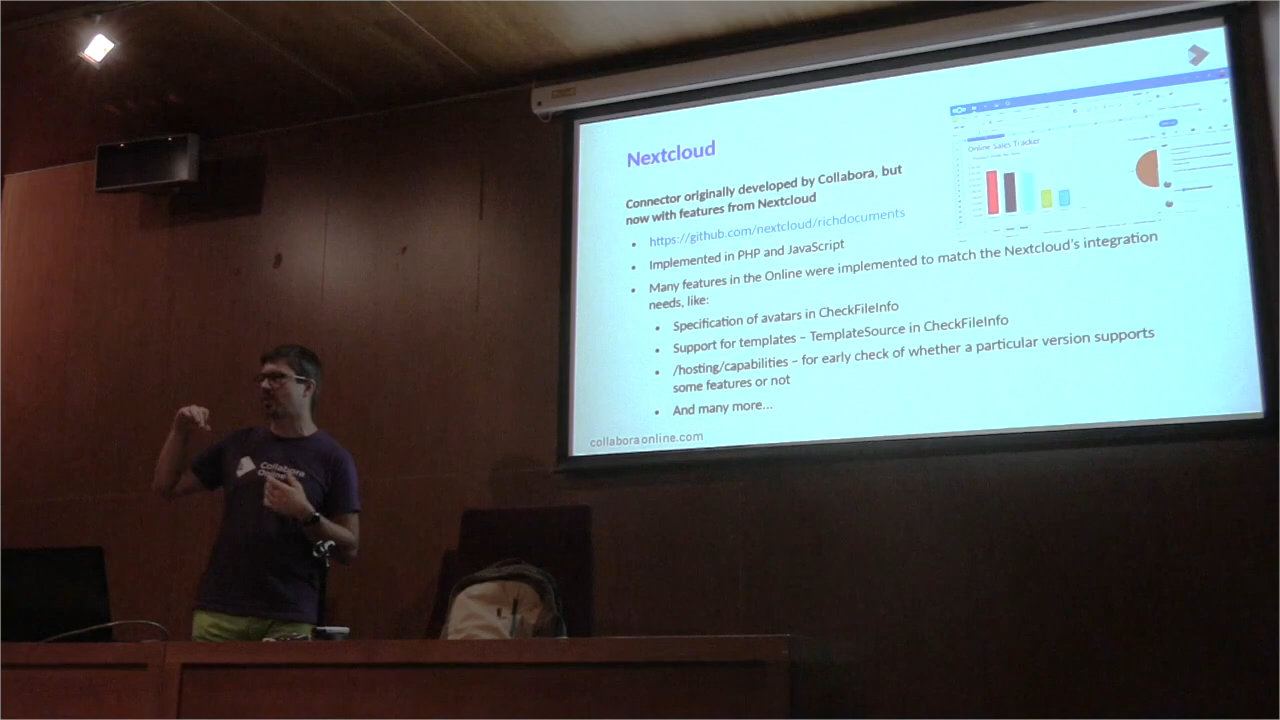 Nextcloud
Connector originally developed by Collabora, but
now with features from Nextcloud
• https://github.com/nextcloud/richdocuments
• Implemented in PHP and JavaScript
• Many features in the Online were implemented to match the Nextcloud's integration
needs, like:
• Specification of avatars in CheckFileInfo
• Support for templates – TemplateSource in CheckFileInfo
• /hosting/capabilities – for early check of whether a particular version supports
some features or not
• And many more...
collaboraonline.com
Online Sales Tracker
Collabora
Online